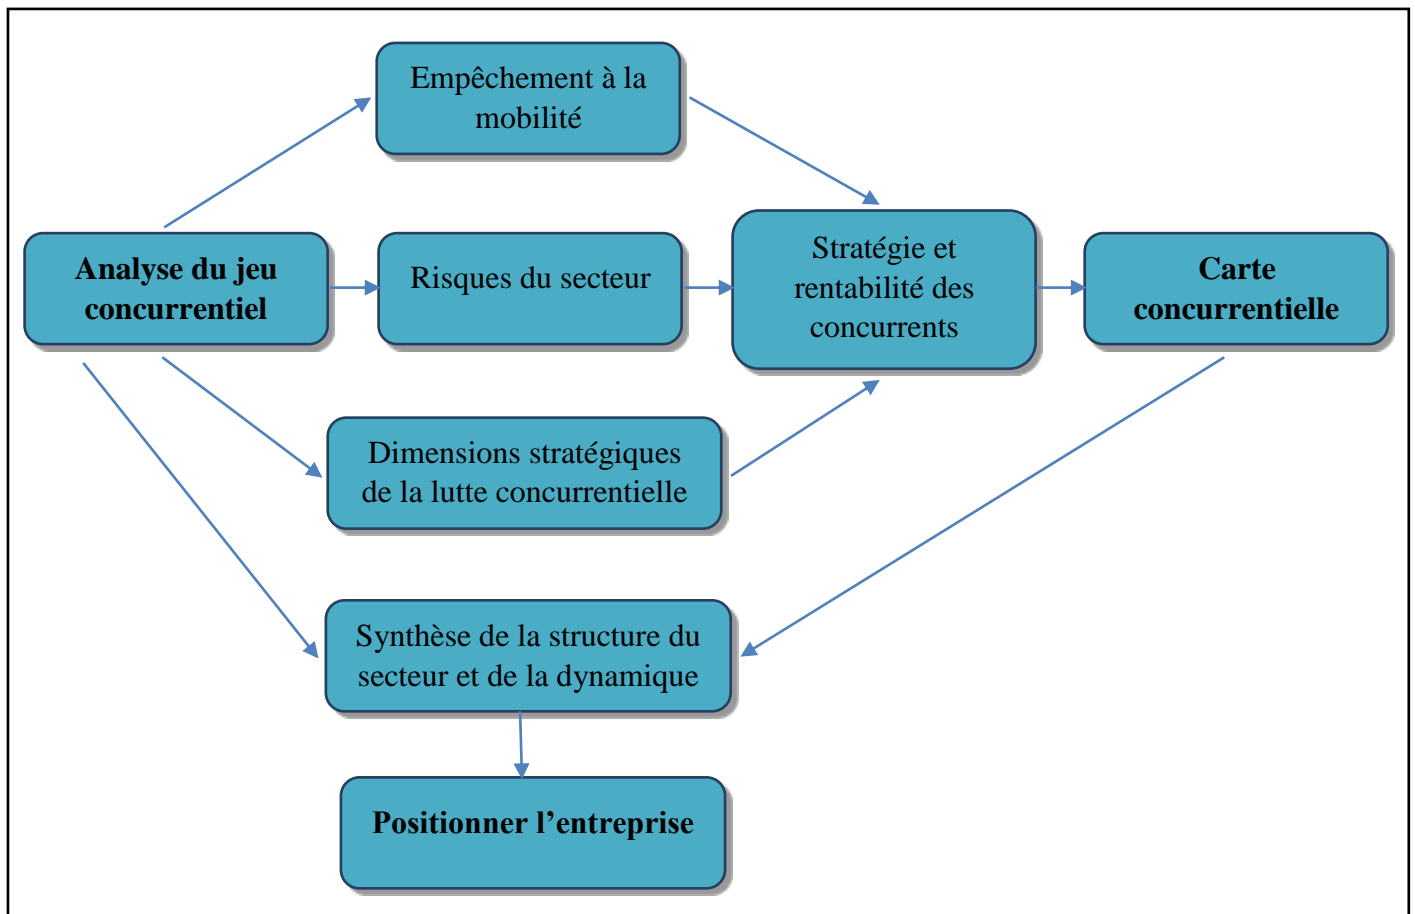 Empêchement à la
mobilité
Analyse du jeu
concurrentiel
Risques du secteur
Stratégie et
rentabilité des
concurrents
Carte
concurrentielle
Dimensions stratégiques
de la lutte concurrentielle
Synthèse de la structure du
secteur et de la dynamique
Positionner l’entreprise